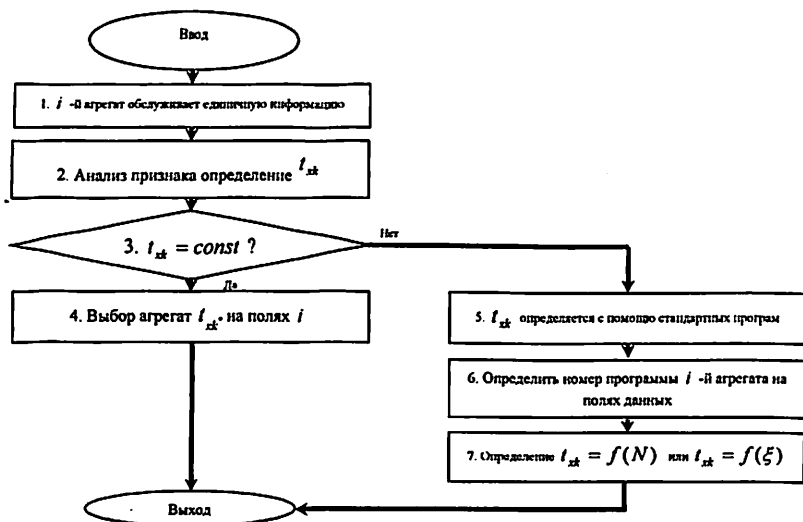 Ввод
1. i -й агрегат обслуживает единичную информацию
2. Анализ признака определение t_xk
3. t_xk = const ?
Нет
Да
4. Выбор агрегат t_xk. на полях i
5. t_xk определяется с помощью стандартных програм
6. Определить номер программы i -й агрегата на
полях данных
7. Определение t_xk = f(N) или t_xk = f(ξ)
Выход